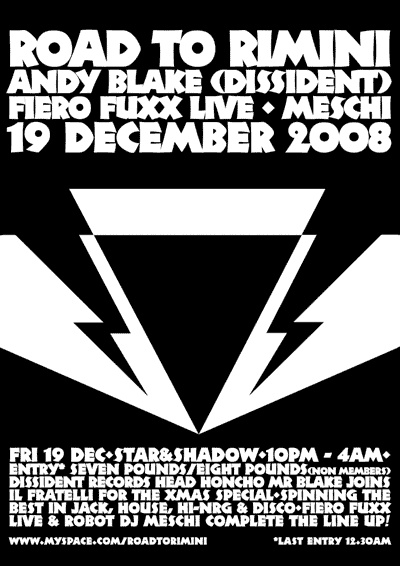 ROAD TO RIMINI
ANDY BLAKE (DISSIDENT)
FIERO FUXX LIVE • MESCHI
19 DECEMBER 2008
FRI 19 DEC•STAR&SHADOW•10PM - 4AM•
ENTRY* SEVEN POUNDS/EIGHT POUNDS(NON MEMBERS)
DISSIDENT RECORDS HEAD HONCHO MR BLAKE JOINS
IL FRATELLI FOR THE XMAS SPECIAL•SPINNING THE
BEST IN JACK, HOUSE, HI-NRG & DISCO•FIERO FUXX
LIVE & ROBOT DJ MESCHI COMPLETE THE LINE UP!
WWW.MYSPACE.COM/ROADTORIMINI *LAST ENTRY 12.30AM